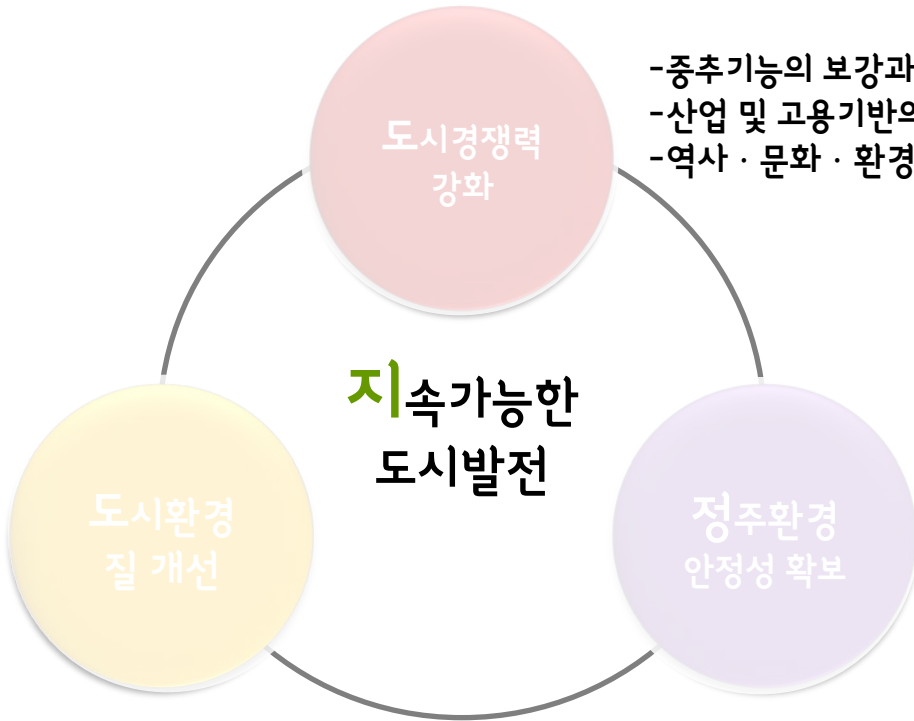 도시경쟁력
강화
-중추기능의 보강과
-산업 및 고용기반의
-역사 · 문화 · 환경
지속가능한
도시발전
도시환경
질 개선
정주환경
안정성 확보